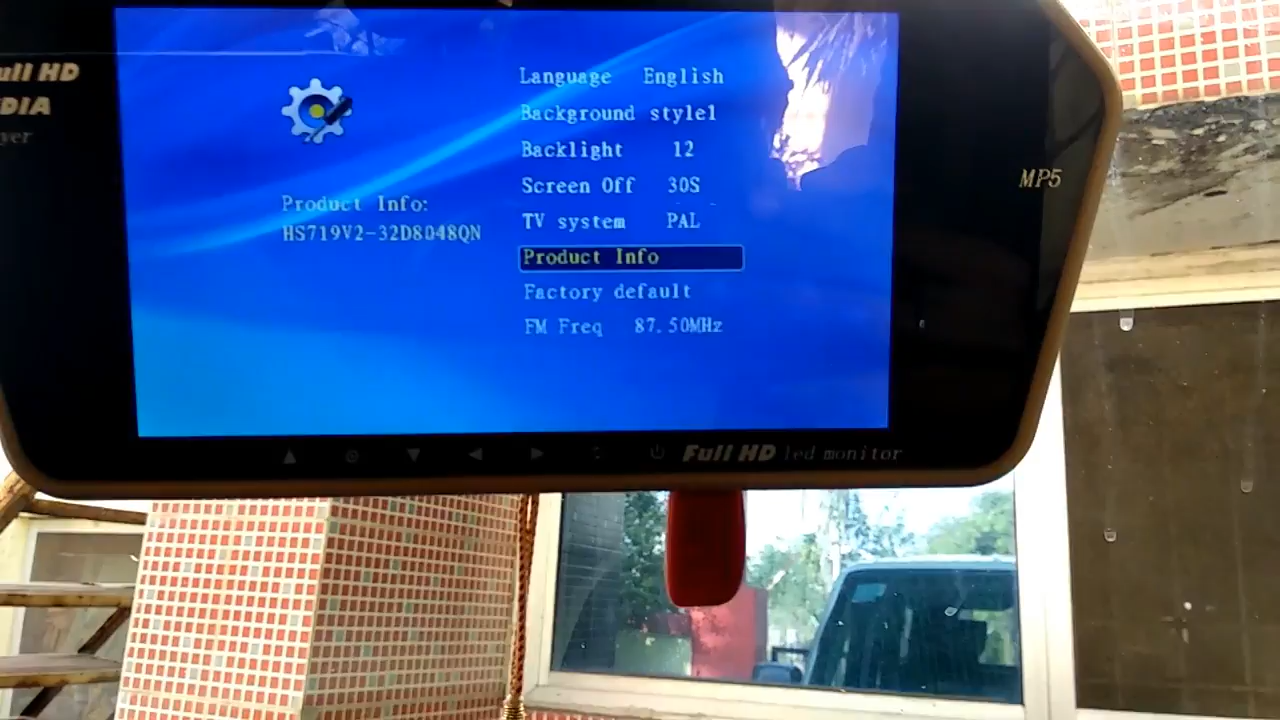 ull HD
DIA
yer
Language English
Background style1
Backlight 12
Screen Off 30S
TV system PAL
Product Info
Factory default
FM Freq 87.50MHz
Product Info:
HS719V2-32D8048QN
MP5
Full HD led monitor